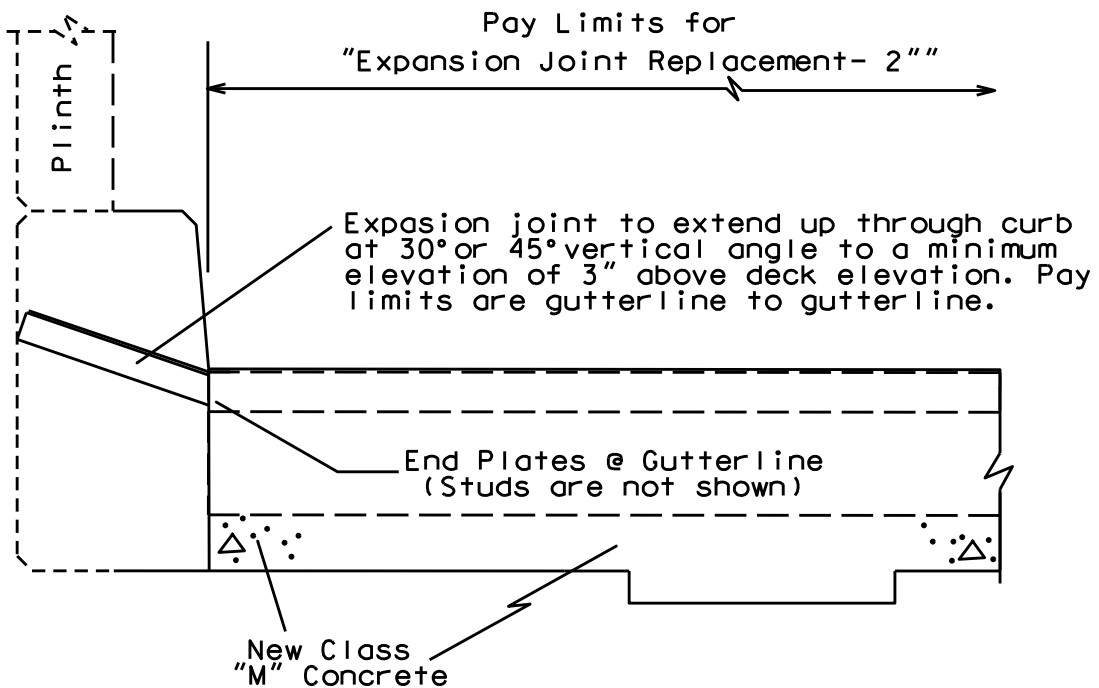 Pay Limits for
"Expansion Joint Replacement- 2""
Plinth
Expasion joint to extend up through curb
at 30° or 45° vertical angle to a minimum
elevation of 3" above deck elevation. Pay
limits are gutterline to gutterline.
End Plates @ Gutterline
(Studs are not shown)
New Class
"M" Concrete